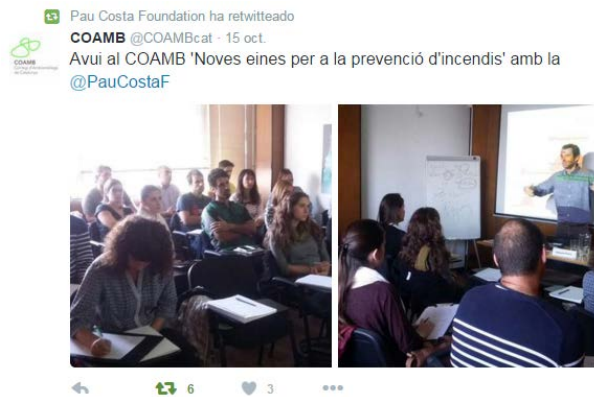 Pau Costa Foundation ha retwitteado
COAMB @COAMBcat · 15 oct.
Avui al COAMB 'Noves eines per a la prevenció d'incendis' amb la
@PauCostaF
COAMB
6
3